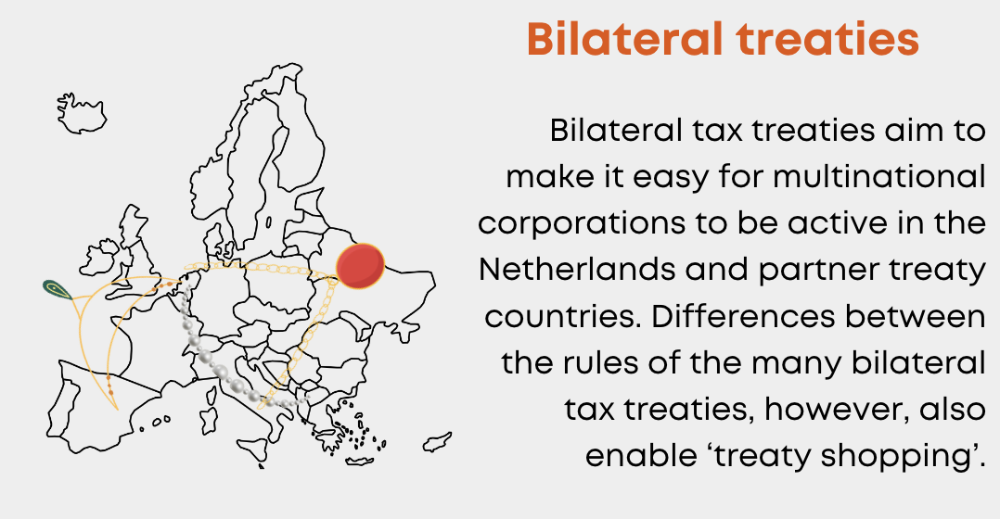 Bilateral treaties
Bilateral tax treaties aim to
make it easy for multinational
corporations to be active in the
Netherlands and partner treaty
countries. Differences between
the rules of the many bilateral
tax treaties, however, also
enable ‘treaty shopping’.